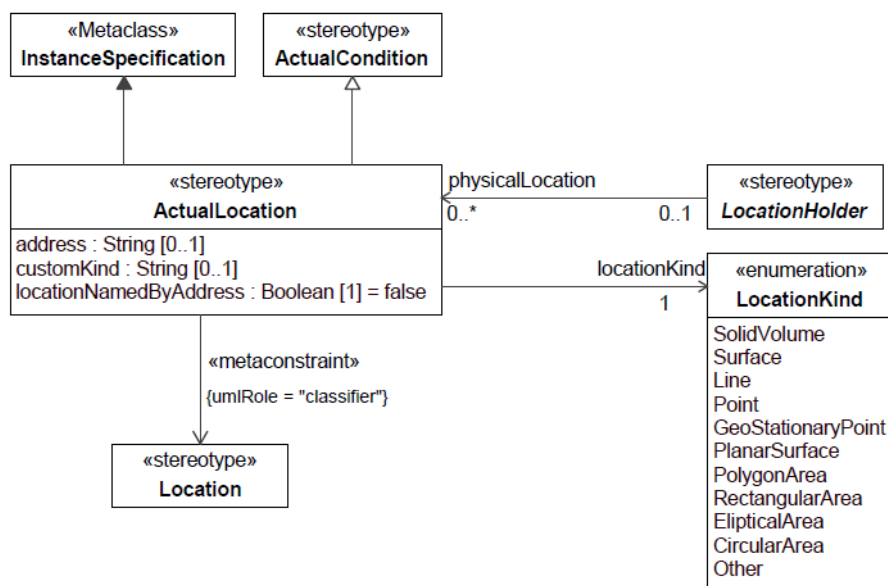 «Metaclass»
InstanceSpecification
«stereotype»
ActualCondition
«stereotype»
ActualLocation
address : String [0..1]
customKind : String [0..1]
locationNamedByAddress : Boolean [1] = false
physicalLocation
0..*
0..1
«stereotype»
LocationHolder
locationKind
1
«enumeration»
LocationKind
SolidVolume
Surface
Line
Point
GeoStationaryPoint
PlanarSurface
PolygonArea
RectangularArea
ElipticalArea
CircularArea
Other
«metaconstraint»
{umlRole = "classifier"}
«stereotype»
Location